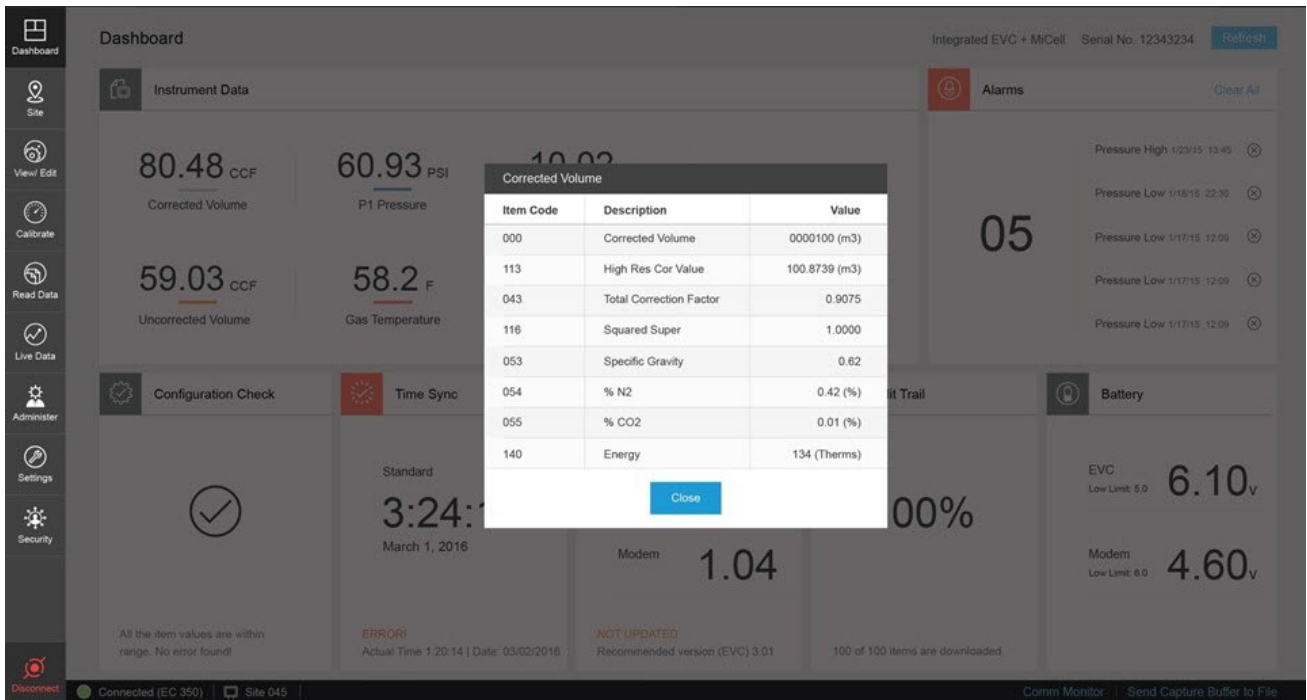 Dashboard
Site
View/ Edit
Calibrate
Read Data
Live Data
Administer
Settings
Security
Disconnect
Dashboard
Integrated EVC + MiCell Serial No. 12343234 Refresh
Instrument Data
80.48 CCF
Corrected Volume
60.93 PSI
P1 Pressure
10.02
59.03 CCF
Uncorrected Volume
58.2 F
Gas Temperature
Alarms Clear All
05
Pressure High 1/23/15 13:45
Pressure Low 1/18/15 22:30
Pressure Low 1/17/15 12:09
Pressure Low 1/17/15 12:09
Pressure Low 1/17/15 12:09
Corrected Volume
Item Code Description Value
000 Corrected Volume 0000100 (m3)
113 High Res Cor Value 100.8739 (m3)
043 Total Correction Factor 0.9075
116 Squared Super 1.0000
053 Specific Gravity 0.62
054 % N2 0.42 (%)
055 % CO2 0.01 (%)
140 Energy 134 (Therms)
Close
Configuration Check
All the item values are within
range. No error found!
Time Sync
Standard
3:24:
March 1, 2016
ERROR!
Actual Time 1:20:14 | Date: 03/02/2016
Modem 1.04
NOT UPDATED
Recommended version (EVC) 3.01
it Trail
00%
100 of 100 items are downloaded
Battery
EVC
Low Limit: 5.0
6.10v
Modem
Low Limit: 6.0
4.60v
Connected (EC 350) Site 045
Comm Monitor Send Capture Buffer to File